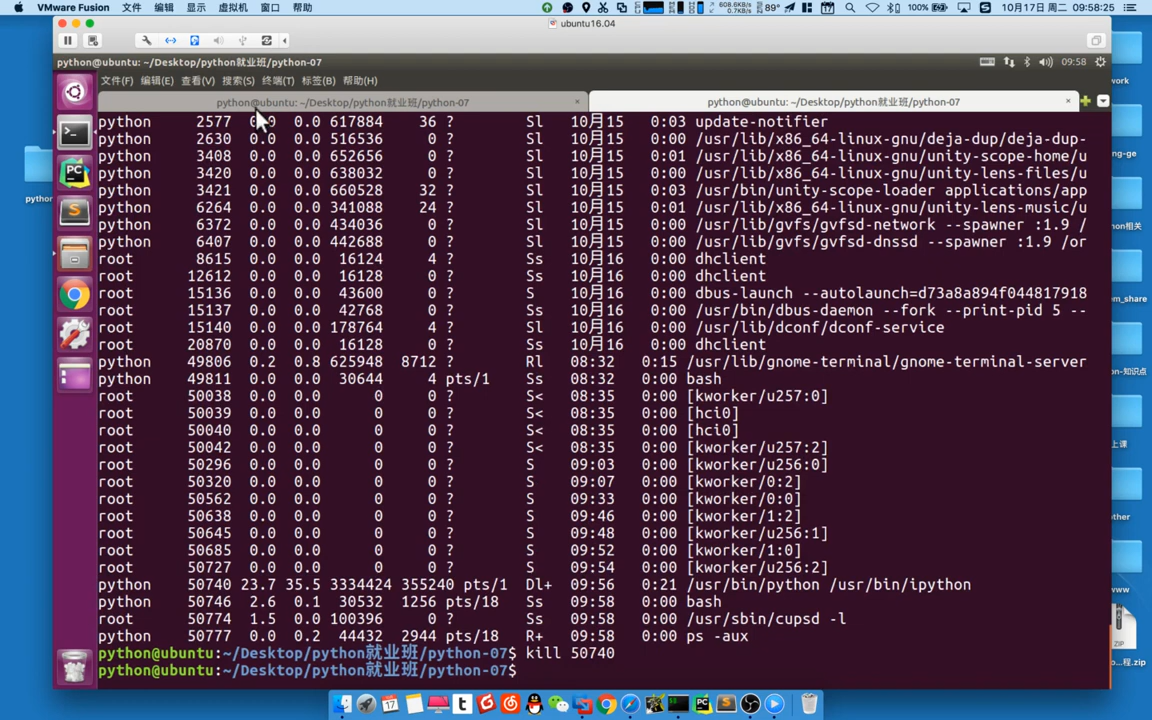 VMware Fusion 文件 编辑 显示 虚拟机 窗口 帮助 608.6K/s 0.7K/s 89° 100% 10月17日 周二 09:58:25
ubuntu16.04
python@ubuntu: ~/Desktop/python就业班/python-07 09:58
文件(F) 编辑(E) 查看(V) 搜索(S) 终端(T) 标签(B) 帮助(H)
python@ubuntu: ~/Desktop/python就业班/python-07 × python@ubuntu: ~/Desktop/python就业班/python-07 ×
python 2577 0.0 0.0 617884 36 ? Sl 10月15 0:03 update-notifier
python 2630 0.0 0.0 516536 0 ? Sl 10月15 0:00 /usr/lib/x86_64-linux-gnu/deja-dup/deja-dup-
python 3408 0.0 0.0 652656 0 ? Sl 10月15 0:00 /usr/lib/x86_64-linux-gnu/unity-scope-home/u
python 3420 0.0 0.0 638032 0 ? Sl 10月15 0:00 /usr/lib/x86_64-linux-gnu/unity-lens-files/u
python 3421 0.0 0.0 660528 32 ? Sl 10月15 0:03 /usr/bin/unity-scope-loader applications/app
python 6264 0.0 0.0 341088 24 ? Sl 10月15 0:01 /usr/lib/x86_64-linux-gnu/unity-lens-music/u
python 6372 0.0 0.0 434036 0 ? Sl 10月15 0:00 /usr/lib/gvfs/gvfsd-network --spawner :1.9 /
python 6407 0.0 0.0 442688 0 ? Sl 10月15 0:00 /usr/lib/gvfs/gvfsd-dnssd --spawner :1.9 /or
root 8615 0.0 0.0 16124 4 ? Ss 10月16 0:00 dhclient
root 12612 0.0 0.0 16128 0 ? Ss 10月16 0:00 dhclient
root 15136 0.0 0.0 43600 0 ? S 10月16 0:00 dbus-launch --autolaunch=d73a8a894f044817918
root 15137 0.0 0.0 42768 0 ? Ss 10月16 0:00 /usr/bin/dbus-daemon --fork --print-pid 5 --
root 15140 0.0 0.0 178764 4 ? Sl 10月16 0:00 /usr/lib/dconf/dconf-service
root 20870 0.0 0.0 16128 0 ? Ss 10月16 0:00 dhclient
python 49806 0.2 0.8 625948 8712 ? Rl 08:32 0:15 /usr/lib/gnome-terminal/gnome-terminal-server
python 49811 0.0 0.0 30644 4 pts/1 Ss 08:32 0:00 bash
root 50038 0.0 0.0 0 0 ? S< 08:35 0:00 [kworker/u257:0]
root 50039 0.0 0.0 0 0 ? S< 08:35 0:00 [hci0]
root 50040 0.0 0.0 0 0 ? S< 08:35 0:00 [hci0]
root 50042 0.0 0.0 0 0 ? S< 08:35 0:00 [kworker/u257:2]
root 50296 0.0 0.0 0 0 ? S 09:03 0:00 [kworker/u256:0]
root 50320 0.0 0.0 0 0 ? S 09:07 0:00 [kworker/0:2]
root 50562 0.0 0.0 0 0 ? S 09:33 0:00 [kworker/0:0]
root 50638 0.0 0.0 0 0 ? S 09:46 0:00 [kworker/1:2]
root 50645 0.0 0.0 0 0 ? S 09:48 0:00 [kworker/u256:1]
root 50685 0.0 0.0 0 0 ? S 09:52 0:00 [kworker/1:0]
root 50727 0.0 0.0 0 0 ? S 09:54 0:00 [kworker/u256:2]
python 50740 23.7 35.5 3334424 355240 pts/1 Dl+ 09:56 0:21 /usr/bin/python /usr/bin/ipython
python 50746 2.6 0.1 30532 1256 pts/18 Ss 09:58 0:00 bash
root 50774 1.5 0.0 100396 0 ? Ss 09:58 0:00 /usr/sbin/cupsd -l
python 50777 0.0 0.2 44432 2944 pts/18 R+ 09:58 0:00 ps -aux
python@ubuntu:~/Desktop/python就业班/python-07$ kill 50740
python@ubuntu:~/Desktop/python就业班/python-07$
python
work
ng-ge
hon相关
om_share
n-知识点
上课
ther
www
ZIP
程.zip
17